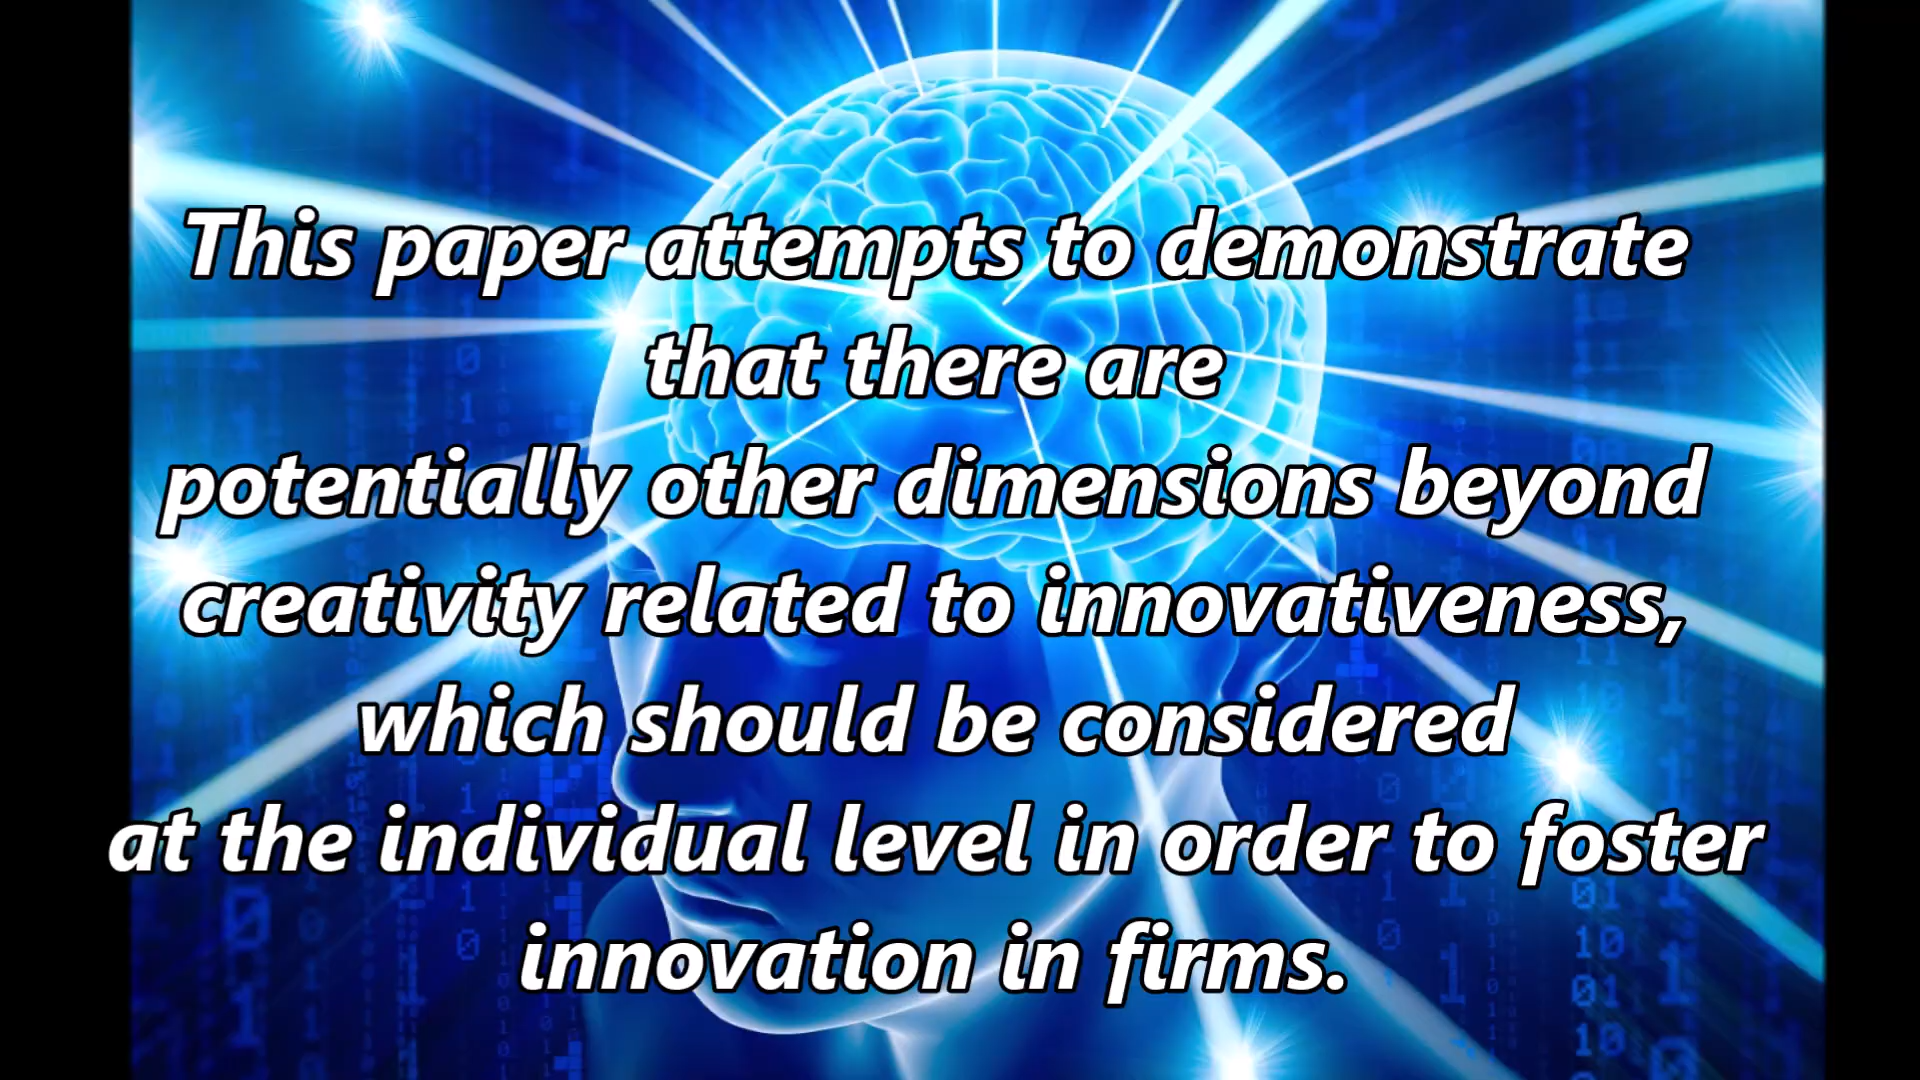 This paper attempts to demonstrate
that there are
potentially other dimensions beyond
creativity related to innovativeness,
which should be considered
at the individual level in order to foster
innovation in firms.